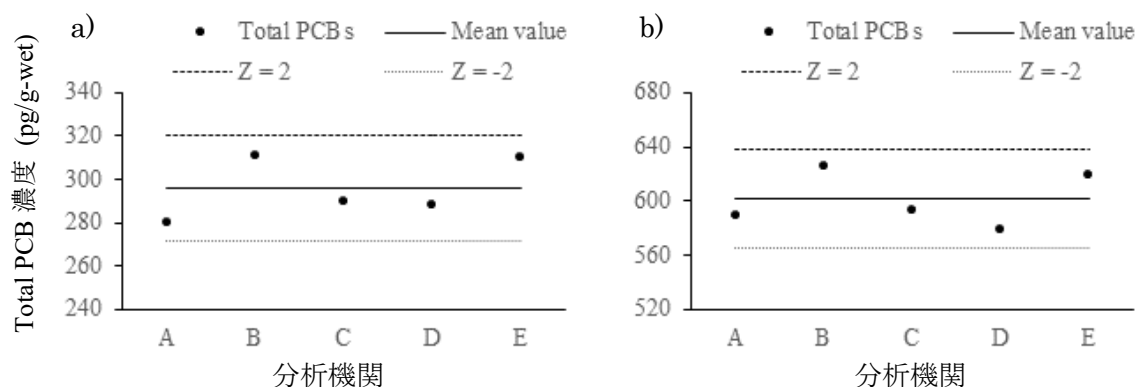 a)
Total PCB s
Mean value
Z = 2
Z = -2
Total PCB 濃度 (pg/g-wet)
340
320
300
280
260
240
A B C D E
分析機関
b)
Total PCB s
Mean value
Z = 2
Z = -2
680
640
600
560
520
A B C D E
分析機関